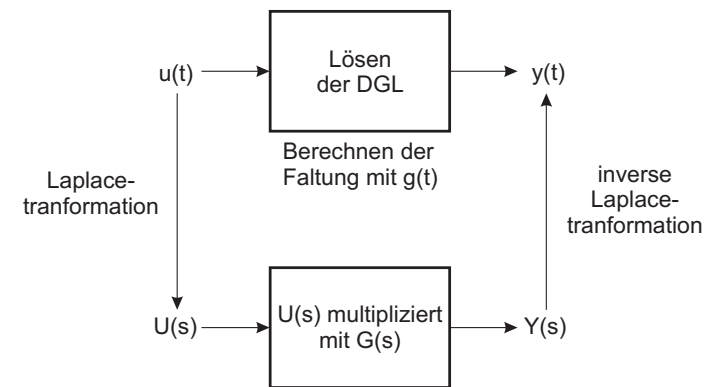 u(t)
Lösen
der DGL
y(t)
Berechnen der
Faltung mit g(t)
Laplace-
tranformation
inverse
Laplace-
tranformation
U(s)
U(s) multipliziert
mit G(s)
Y(s)